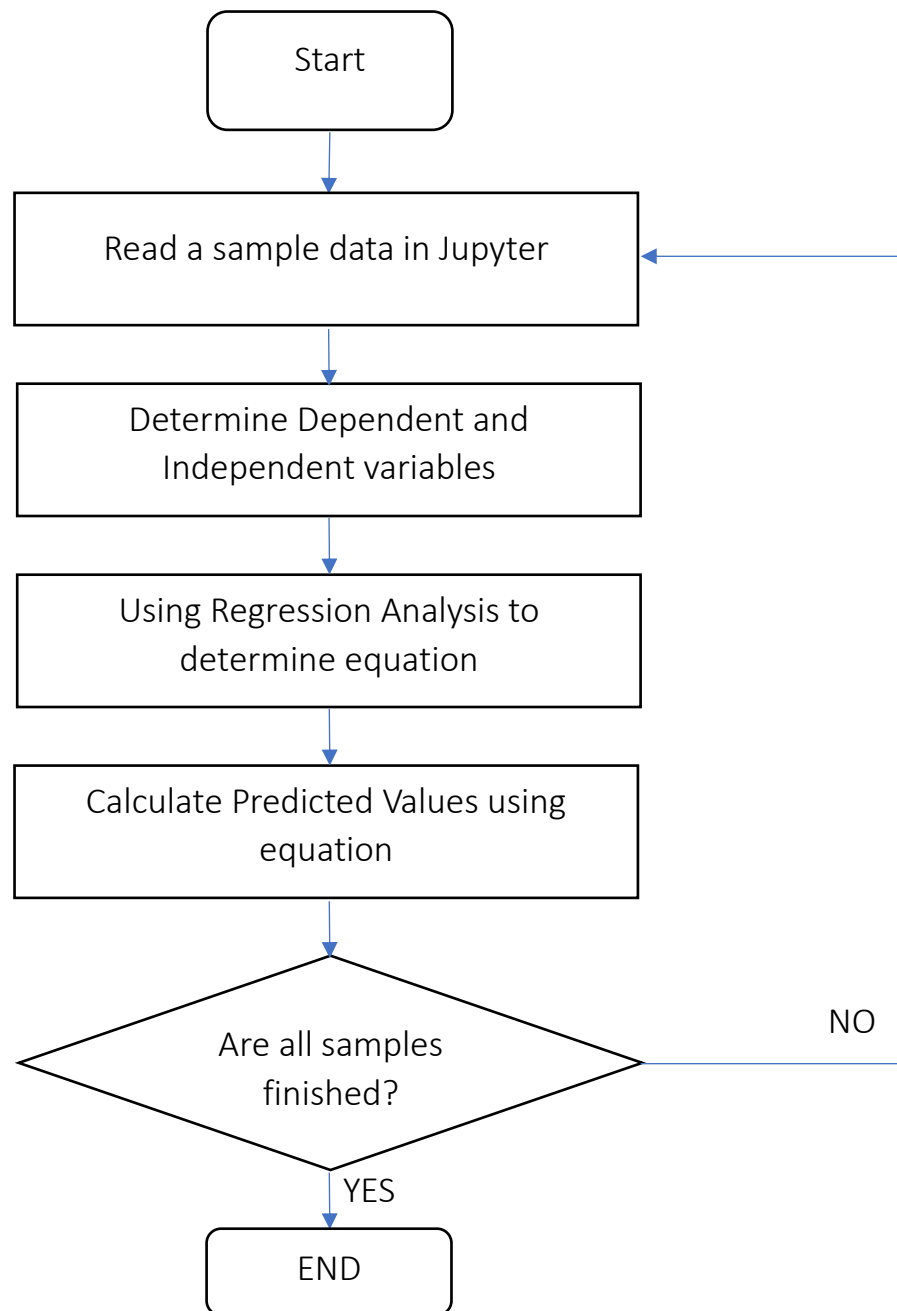 Start
Read a sample data in Jupyter
Determine Dependent and
Independent variables
Using Regression Analysis to
determine equation
Calculate Predicted Values using
equation
Are all samples
finished?
NO
YES
END